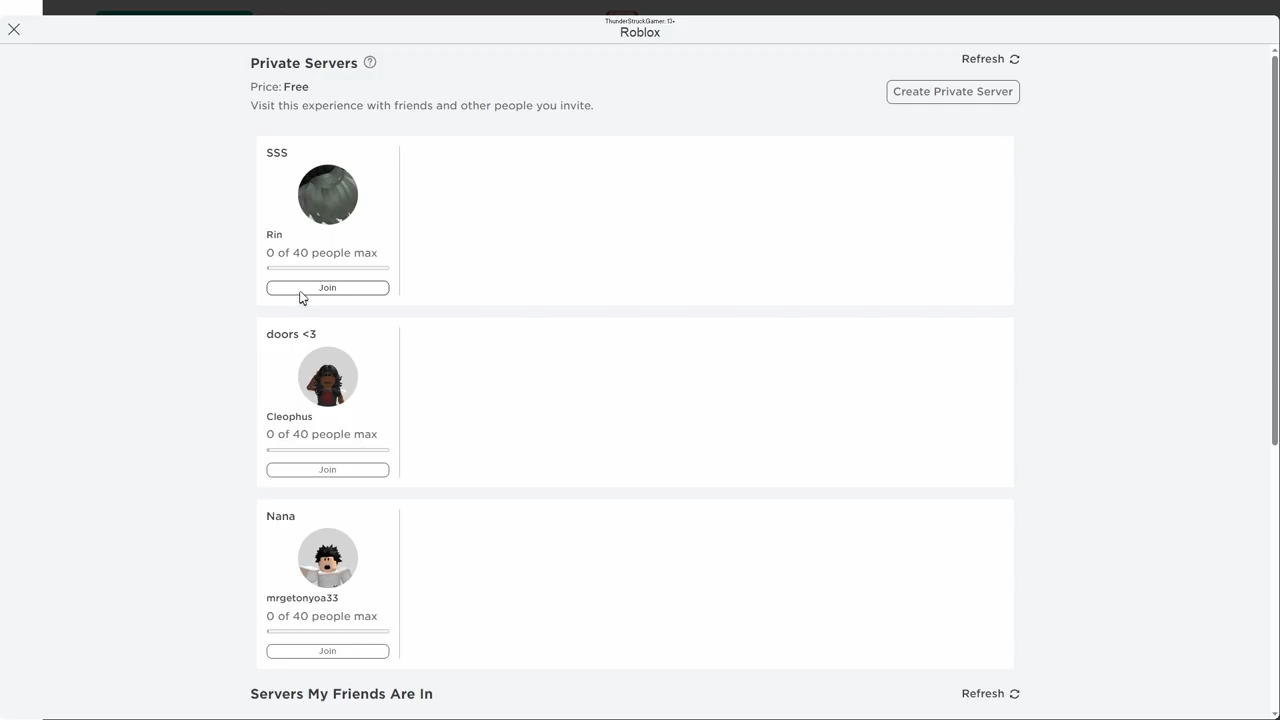 ThunderStruckGamer: 13+
Roblox
Private Servers
Refresh
Price: Free
Create Private Server
Visit this experience with friends and other people you invite.
SSS
Rin
0 of 40 people max
Join
doors <3
Cleophus
0 of 40 people max
Join
Nana
mrgetonyoa33
0 of 40 people max
Join
Servers My Friends Are In
Refresh